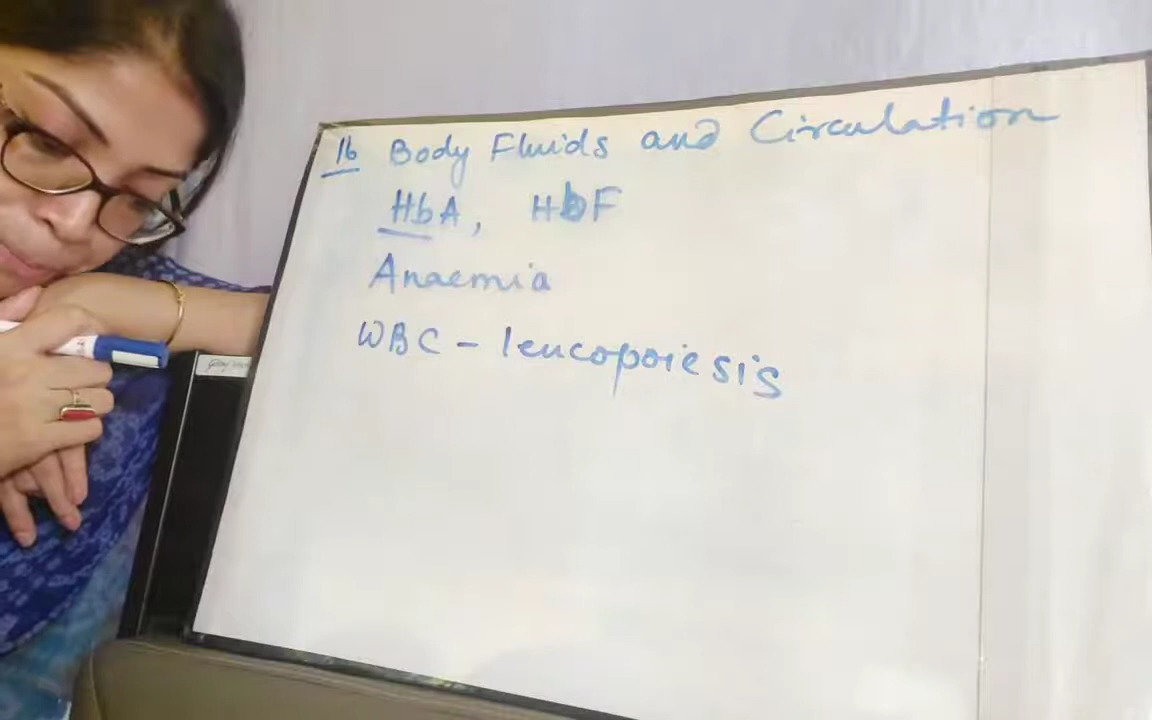 16 Body Fluids and Circulation
HbA, HbF
Anaemia
WBC - leucopoiesis